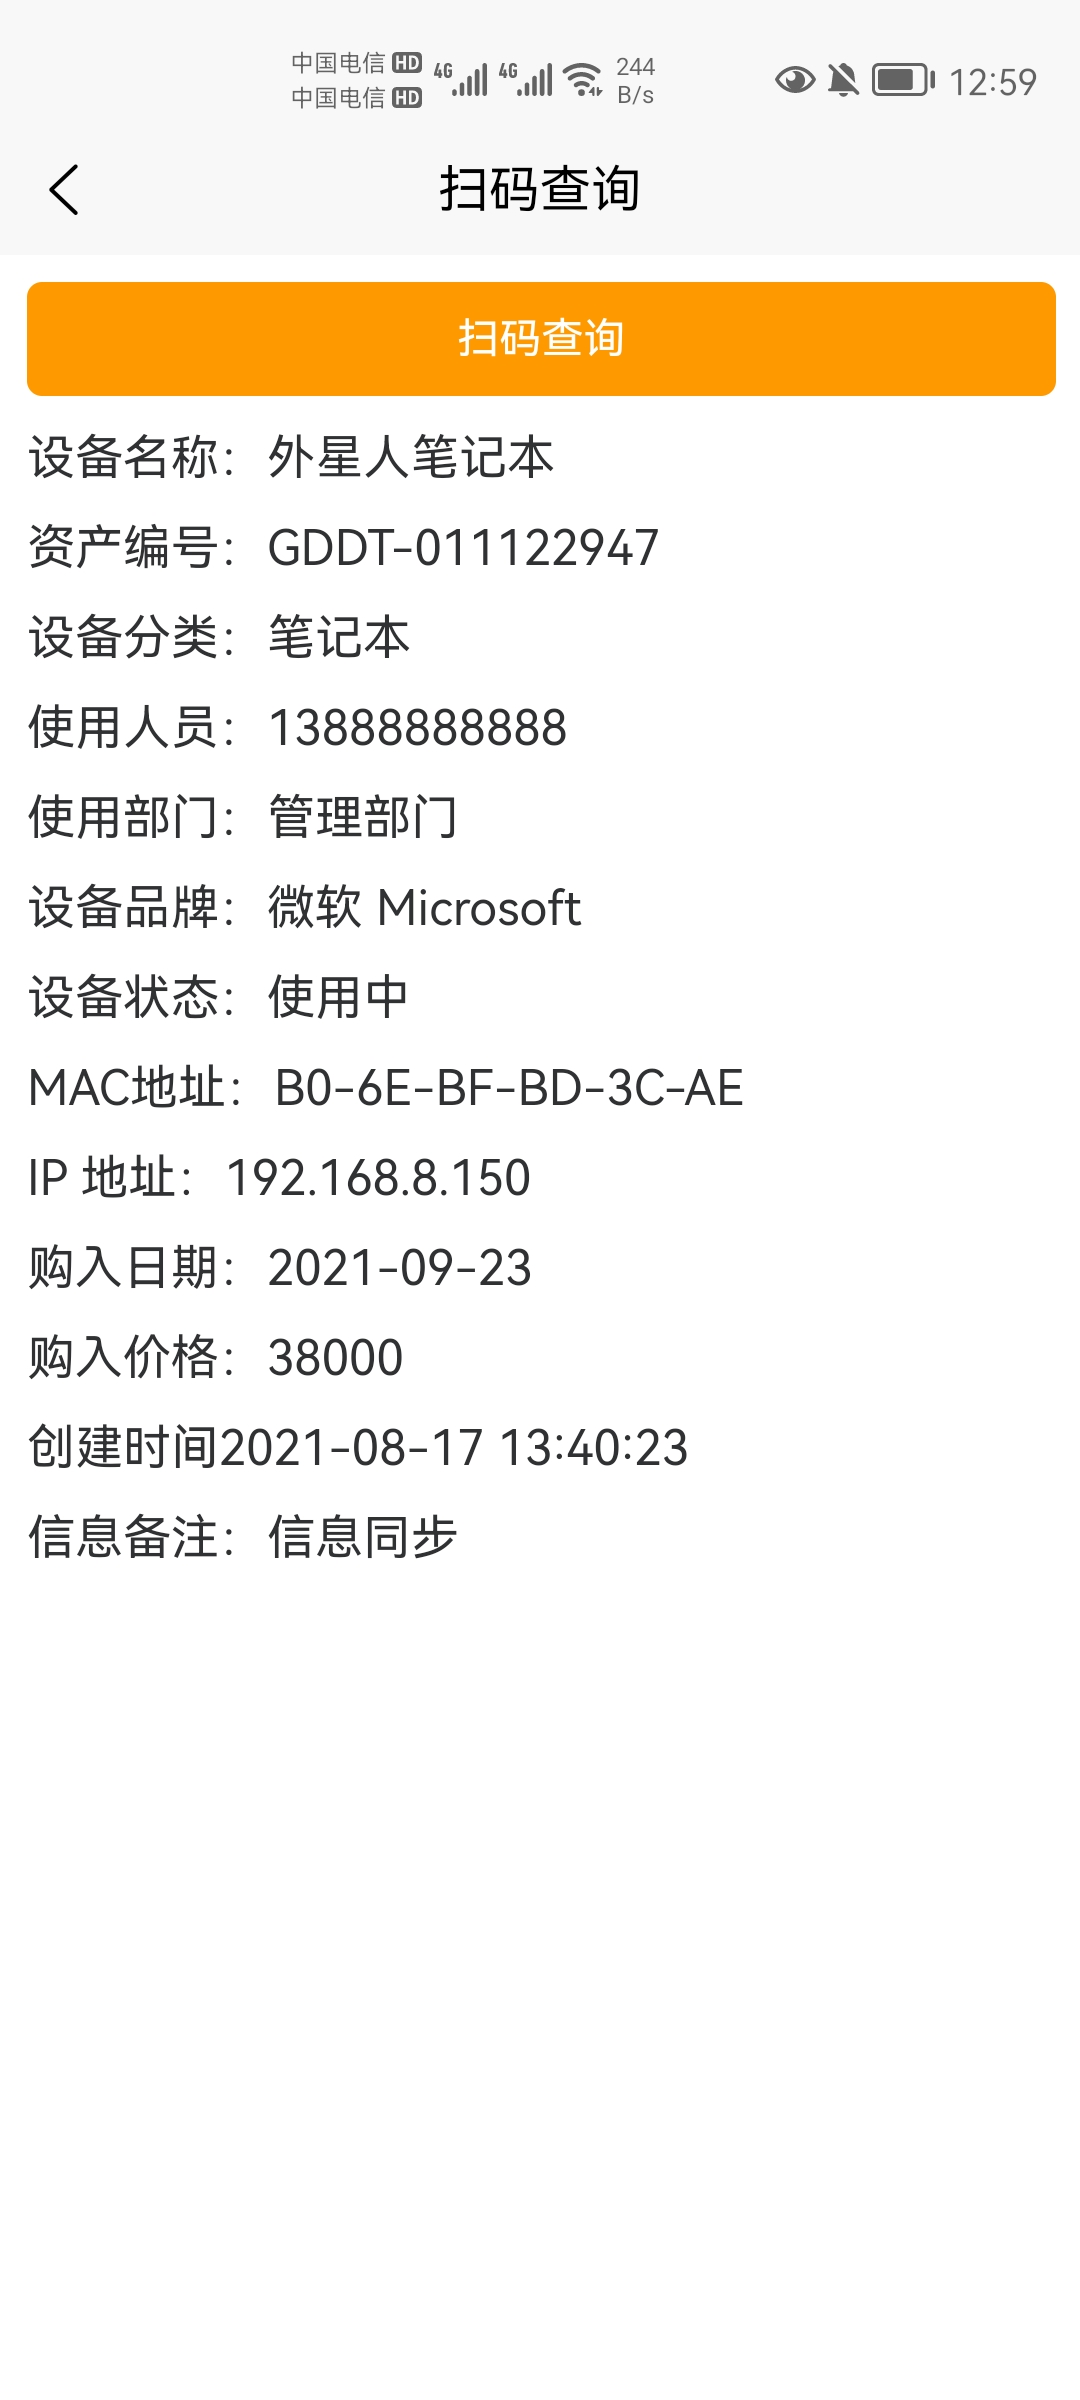 中国电信 HD 4G 4G 244 12:59
中国电信 HD B/s
扫码查询
扫码查询
设备名称：外星人笔记本
资产编号：GDDT-011122947
设备分类：笔记本
使用人员：13888888888
使用部门：管理部门
设备品牌：微软 Microsoft
设备状态：使用中
MAC地址：B0-6E-BF-BD-3C-AE
IP 地址：192.168.8.150
购入日期：2021-09-23
购入价格：38000
创建时间2021-08-17 13:40:23
信息备注：信息同步